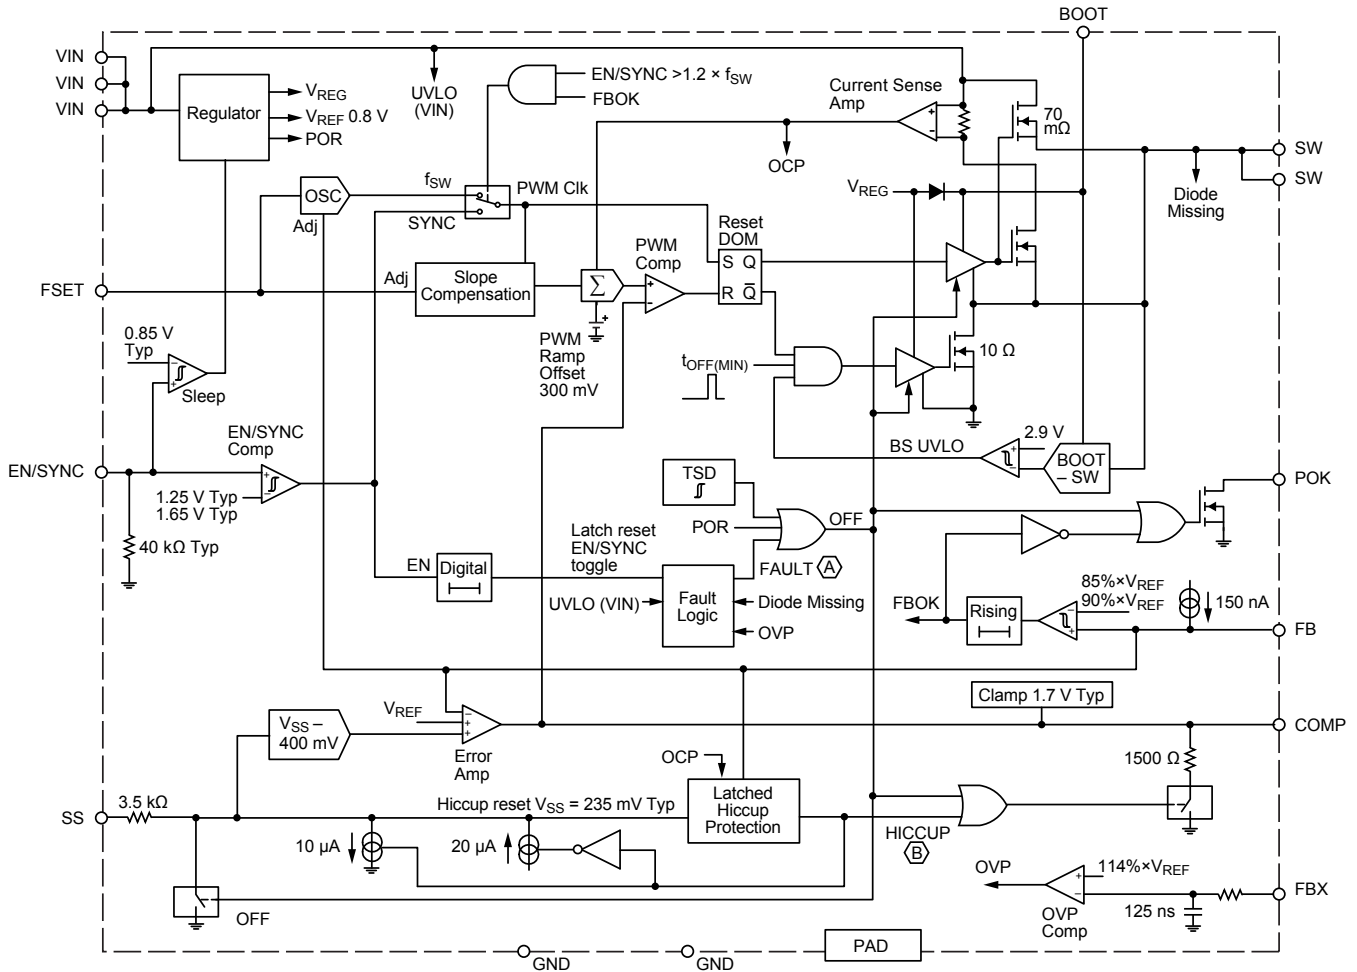 BOOT
VIN
VIN
VIN
Regulator
VREG
VREF 0.8 V
POR
UVLO
(VIN)
EN/SYNC >1.2 × fSW
FBOK
Current Sense
Amp
+
−
70
mΩ
OCP
SW
SW
Diode
Missing
VREG
fSW
PWM Clk
OSC
Adj
SYNC
Reset
DOM
PWM
Comp
S Q
R Q̅
FSET
Adj
Slope
Compensation
Σ
+
−
+
PWM
Ramp
Offset
300 mV
tOFF(MIN)
10 Ω
0.85 V
Typ
−
+
Sleep
EN/SYNC
Comp
EN/SYNC
+
−
1.25 V Typ
1.65 V Typ
40 kΩ Typ
BS UVLO
2.9 V
+
−
BOOT
– SW
TSD
POR
OFF
FAULT A
POK
Latch reset
EN/SYNC
toggle
EN
Digital
UVLO (VIN)
Fault
Logic
Diode Missing
OVP
FBOK
Rising
85%×VREF
90%×VREF
−
+
150 nA
FB
Clamp 1.7 V Typ
COMP
VREF
VSS –
400 mV
−
+
+
Error
Amp
1500 Ω
OCP
Latched
Hiccup
Protection
Hiccup reset VSS = 235 mV Typ
SS
3.5 kΩ
10 µA
20 µA
HICCUP
B
OFF
OVP
+
−
114%×VREF
OVP
Comp
125 ns
FBX
PAD
GND
GND